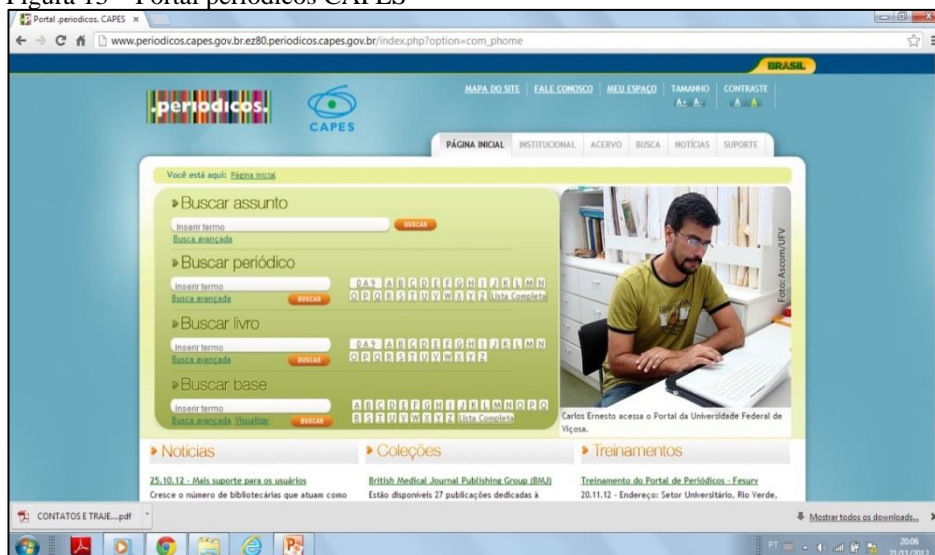 Figura 13 – Portal periódicos CAPES
Portal .periodicos. CAPES
www.periodicos.capes.gov.br.ez80.periodicos.capes.gov.br/index.php?option=com_phome
BRASIL
MAPA DO SITE FALE CONOSCO MEU ESPAÇO TAMANHO CONTRASTE
A+ A- A A
.periodicos.
CAPES
PÁGINA INICIAL INSTITUCIONAL ACERVO BUSCA NOTÍCIAS SUPORTE
Você está aqui: Página inicial
Buscar assunto
Inserir termo BUSCAR
Busca avançada
Buscar periódico
Inserir termo 0A9 A B C D E F G H I J K L M N
Busca avançada BUSCAR O P Q R S T U V W X Y Z Lista Completa
Buscar livro
Inserir termo 0A9 A B C D E F G H I J K L M N
Busca avançada BUSCAR O P Q R S T U V W X Y Z
Buscar base
Inserir termo A B C D E F G H I J K L M N O P Q
Busca avançada Visualizar BUSCAR R S T U V W X Y Z Lista Completa
Foto: Ascom/UFV
Carlos Ernesto acessa o Portal da Universidade Federal de
Viçosa.
Notícias Coleções Treinamentos
25.10.12 - Mais suporte para os usuários British Medical Journal Publishing Group (BMJ) Treinamento do Portal de Periódicos - Fesurv
Cresce o número de bibliotecárias que atuam como Estão disponíveis 27 publicações dedicadas à 20.11.12 - Endereço: Setor Universitário, Rio Verde,
CONTATOS E TRAJE....pdf Mostrar todos os downloads...
PT 20:06
21/11/2012